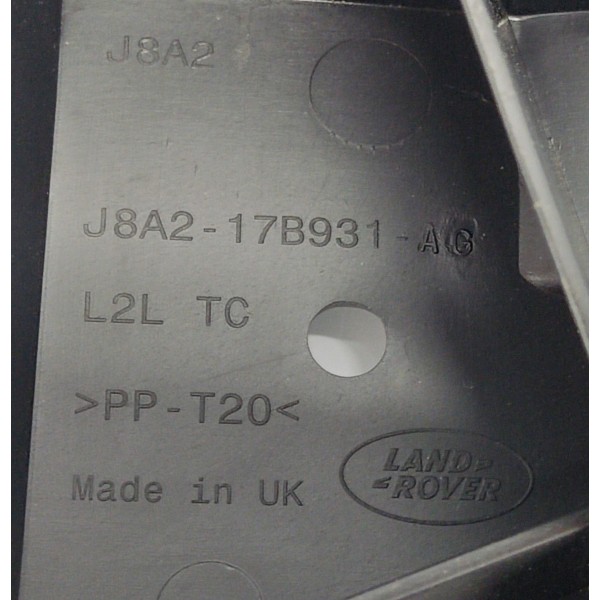 J8A2
J8A2-17B931-AG
L2L TC
>PP-T20<
Made in UK
LAND
ROVER